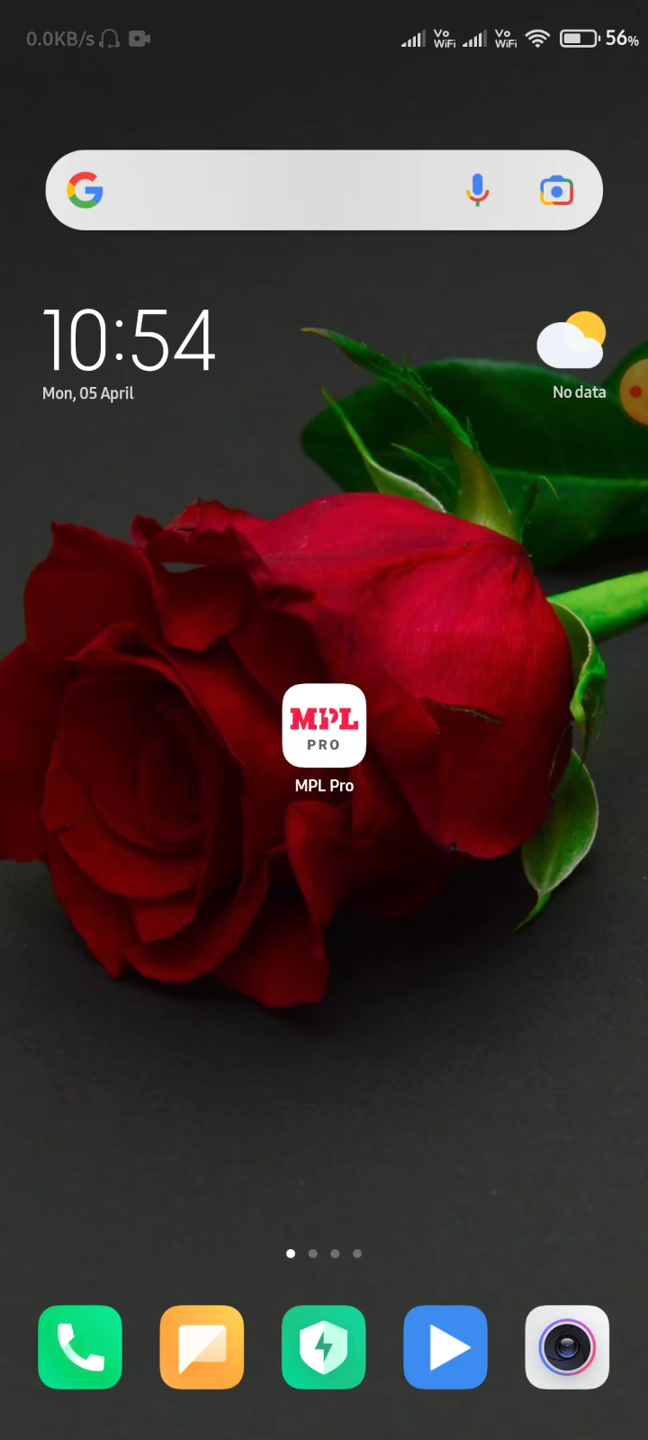 0.0KB/s
Vo WiFi
Vo WiFi
56%
10:54
Mon, 05 April
No data
MPL
PRO
MPL Pro